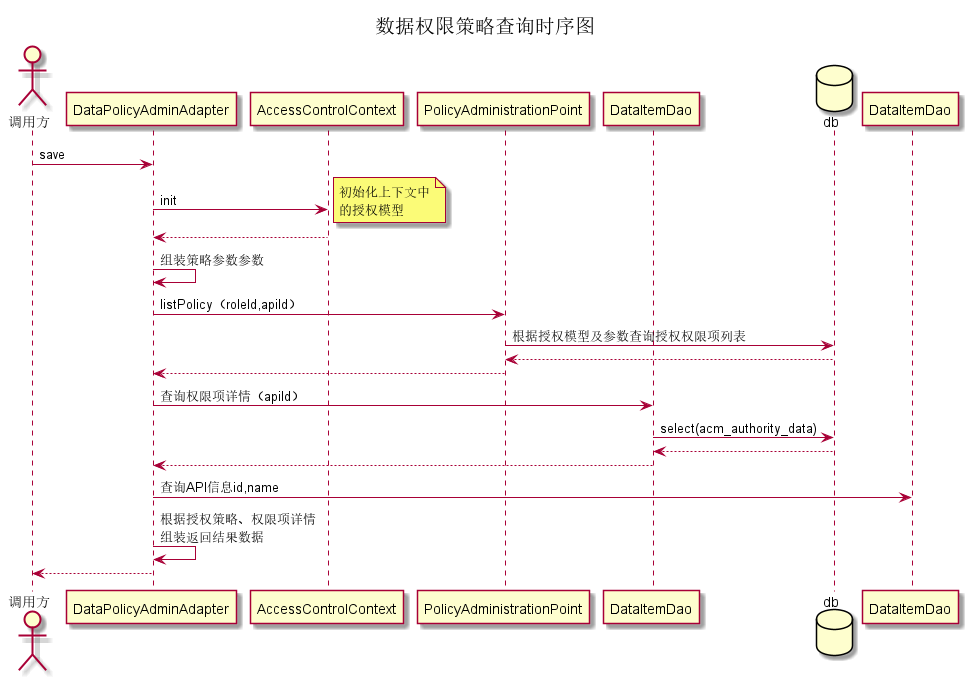 数据权限策略查询时序图
调用方
DataPolicyAdminAdapter
AccessControlContext
PolicyAdministrationPoint
DataItemDao
db
DataItemDao
save
init
初始化上下文中
的授权模型
组装策略参数参数
listPolicy（roleId,apiId）
根据授权模型及参数查询授权权限项列表
查询权限项详情（apiId）
select(acm_authority_data)
查询API信息id,name
根据授权策略、权限项详情
组装返回结果数据
调用方
DataPolicyAdminAdapter
AccessControlContext
PolicyAdministrationPoint
DataItemDao
db
DataItemDao